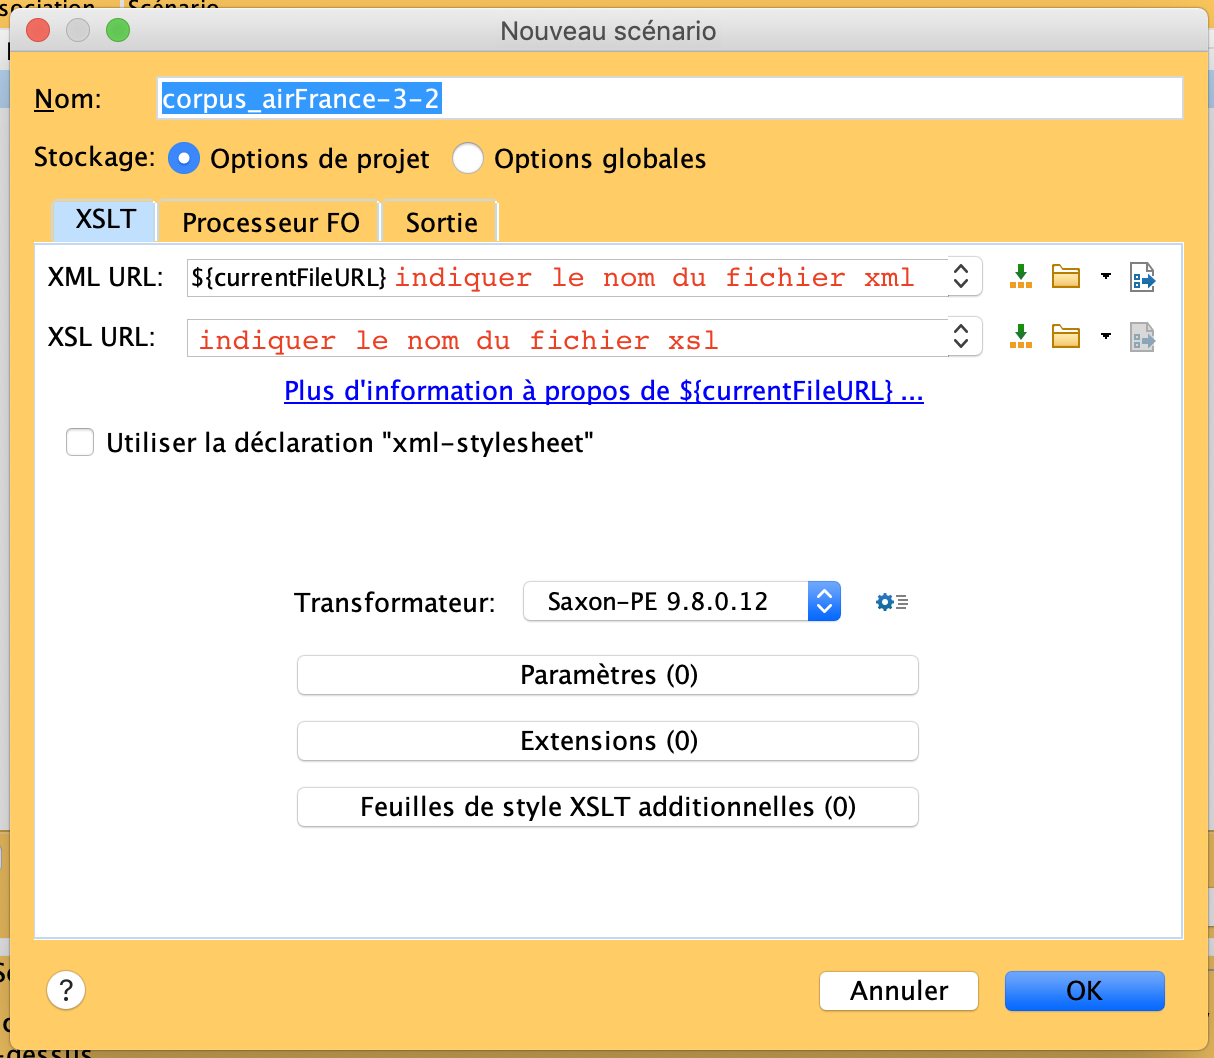 sociation Scénario
Nouveau scénario
Nom: corpus_airFrance-3-2
Stockage: Options de projet Options globales
XSLT Processeur FO Sortie
XML URL: ${currentFileURL} indiquer le nom du fichier xml
XSL URL: indiquer le nom du fichier xsl
Plus d'information à propos de ${currentFileURL} ...
Utiliser la déclaration "xml-stylesheet"
Transformateur: Saxon-PE 9.8.0.12
Paramètres (0)
Extensions (0)
Feuilles de style XSLT additionnelles (0)
? Annuler OK
-dessus